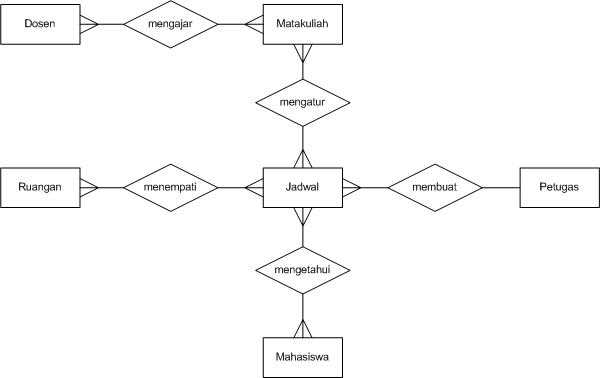 Dosen
mengajar
Matakuliah
mengatur
Ruangan
menempati
Jadwal
membuat
Petugas
mengetahui
Mahasiswa